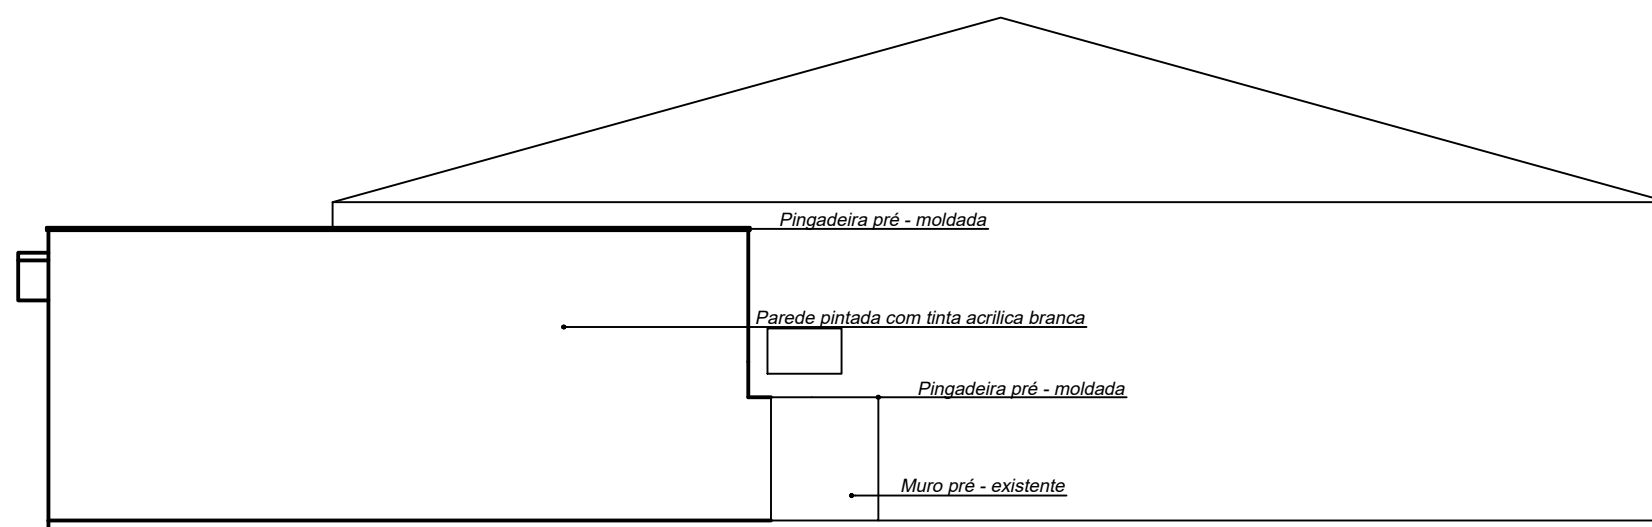 Pingadeira pré - moldada
Parede pintada com tinta acrilica branca
Pingadeira pré - moldada
Muro pré - existente